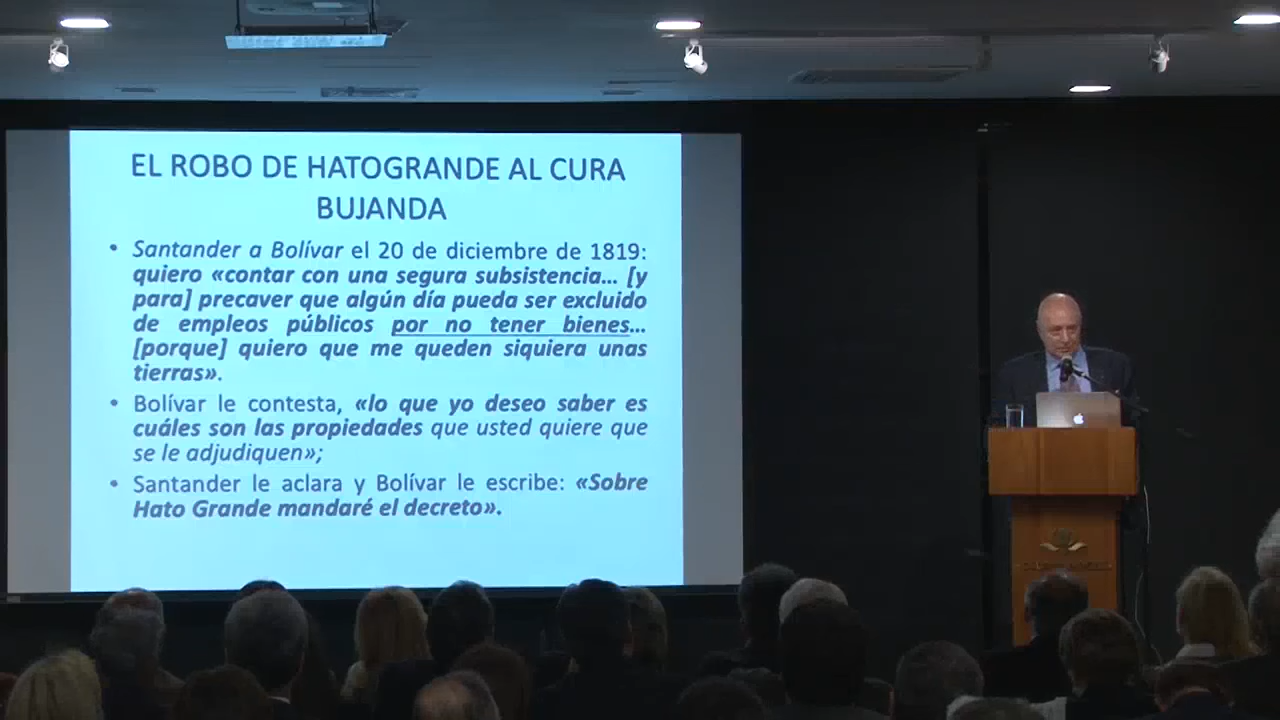 EL ROBO DE HATOGRANDE AL CURA
BUJANDA
• Santander a Bolívar el 20 de diciembre de 1819:
quiero «contar con una segura subsistencia... [y
para] precaver que algún día pueda ser excluido
de empleos públicos por no tener bienes...
[porque] quiero que me queden siquiera unas
tierras».
• Bolívar le contesta, «lo que yo deseo saber es
cuáles son las propiedades que usted quiere que
se le adjudiquen»;
• Santander le aclara y Bolívar le escribe: «Sobre
Hato Grande mandaré el decreto».